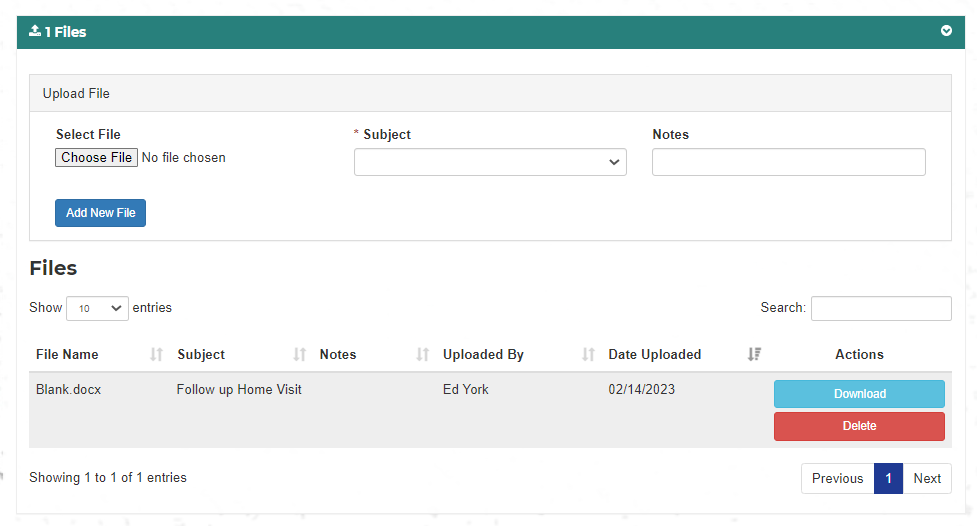 1 Files
Upload File
Select File * Subject Notes
Choose File No file chosen
Add New File
Files
Show 10 entries Search:
File Name Subject Notes Uploaded By Date Uploaded Actions
Blank.docx Follow up Home Visit Ed York 02/14/2023 Download
Delete
Showing 1 to 1 of 1 entries Previous 1 Next